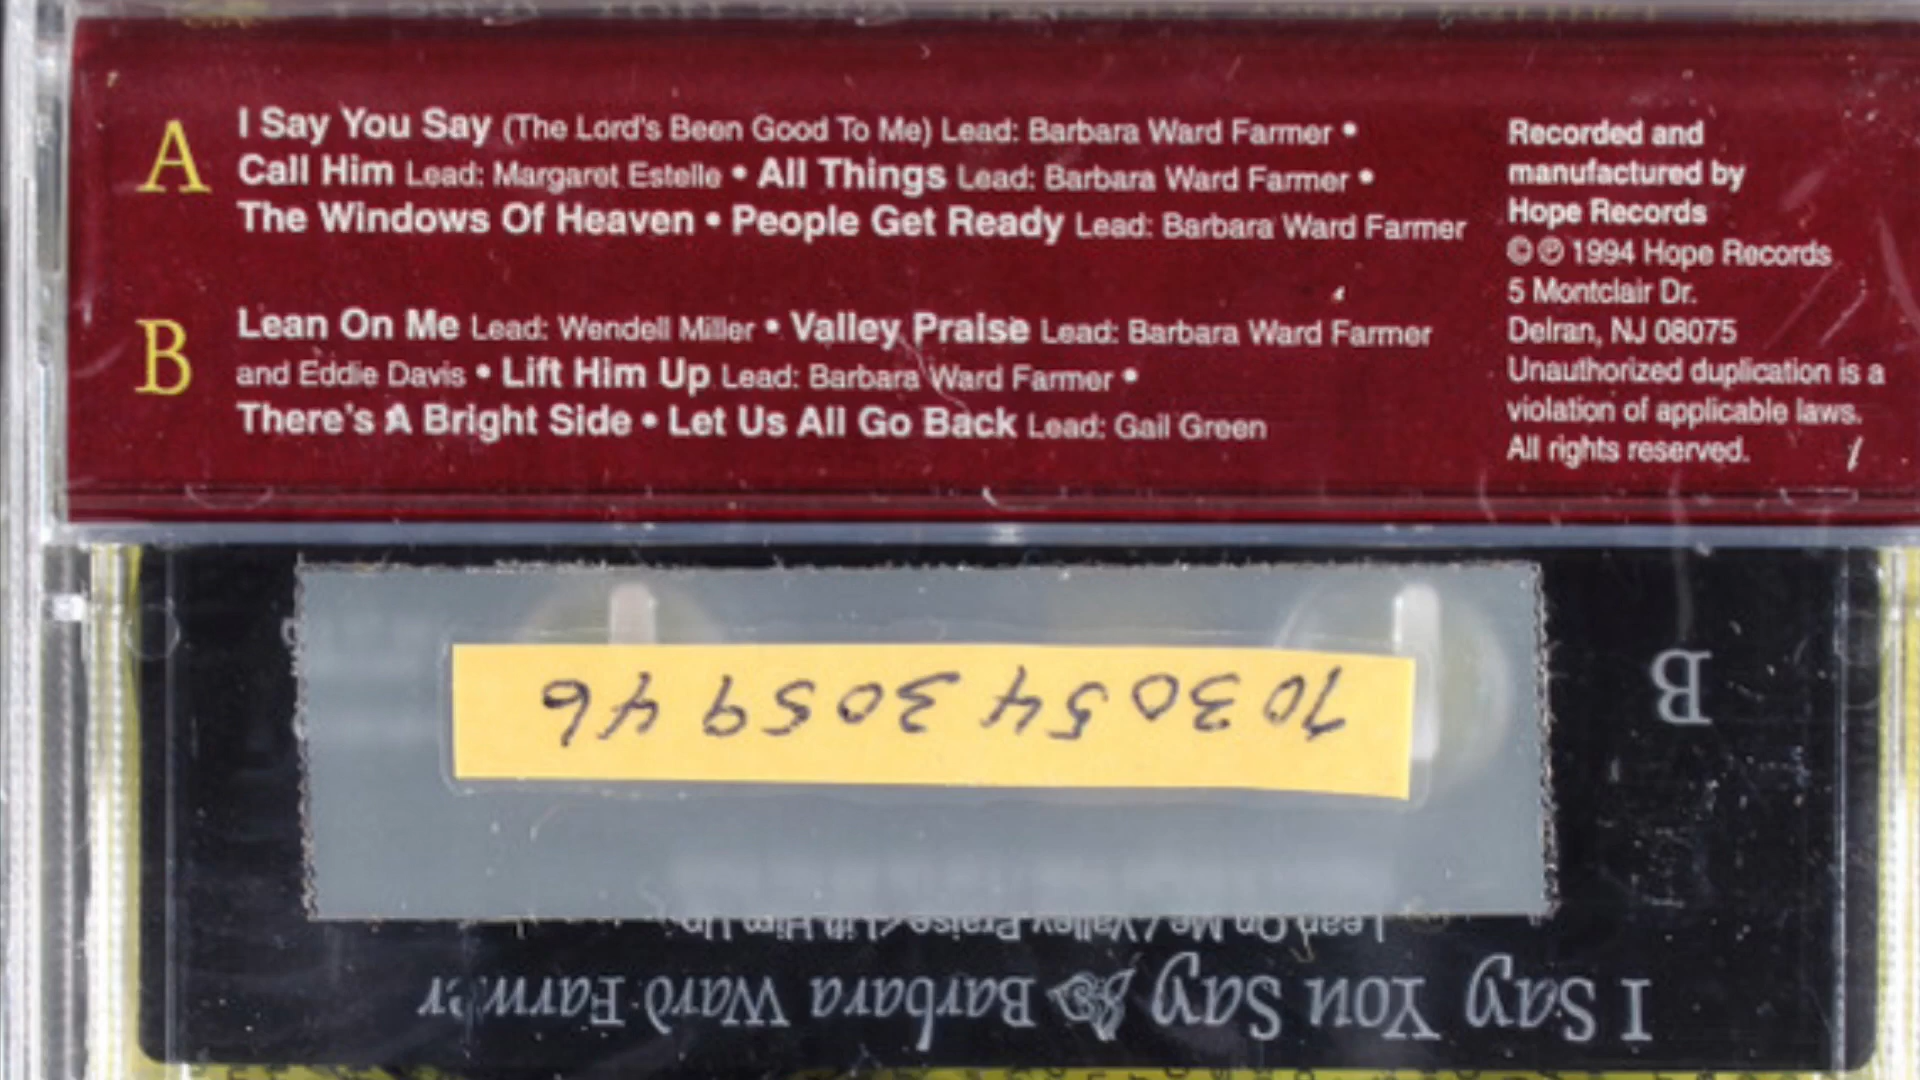 A
I Say You Say (The Lord's Been Good To Me) Lead: Barbara Ward Farmer •
Call Him Lead: Margaret Estelle • All Things Lead: Barbara Ward Farmer •
The Windows Of Heaven • People Get Ready Lead: Barbara Ward Farmer
B
Lean On Me Lead: Wendell Miller • Valley Praise Lead: Barbara Ward Farmer
and Eddie Davis • Lift Him Up Lead: Barbara Ward Farmer •
There's A Bright Side • Let Us All Go Back Lead: Gail Green
Recorded and
manufactured by
Hope Records
© ℗ 1994 Hope Records
5 Montclair Dr.
Delran, NJ 08075
Unauthorized duplication is a
violation of applicable laws.
All rights reserved.
I Say You Say Barbara Ward Farmer
Lean On Me / Valley Praise / Lift Him Up
703054305946
B